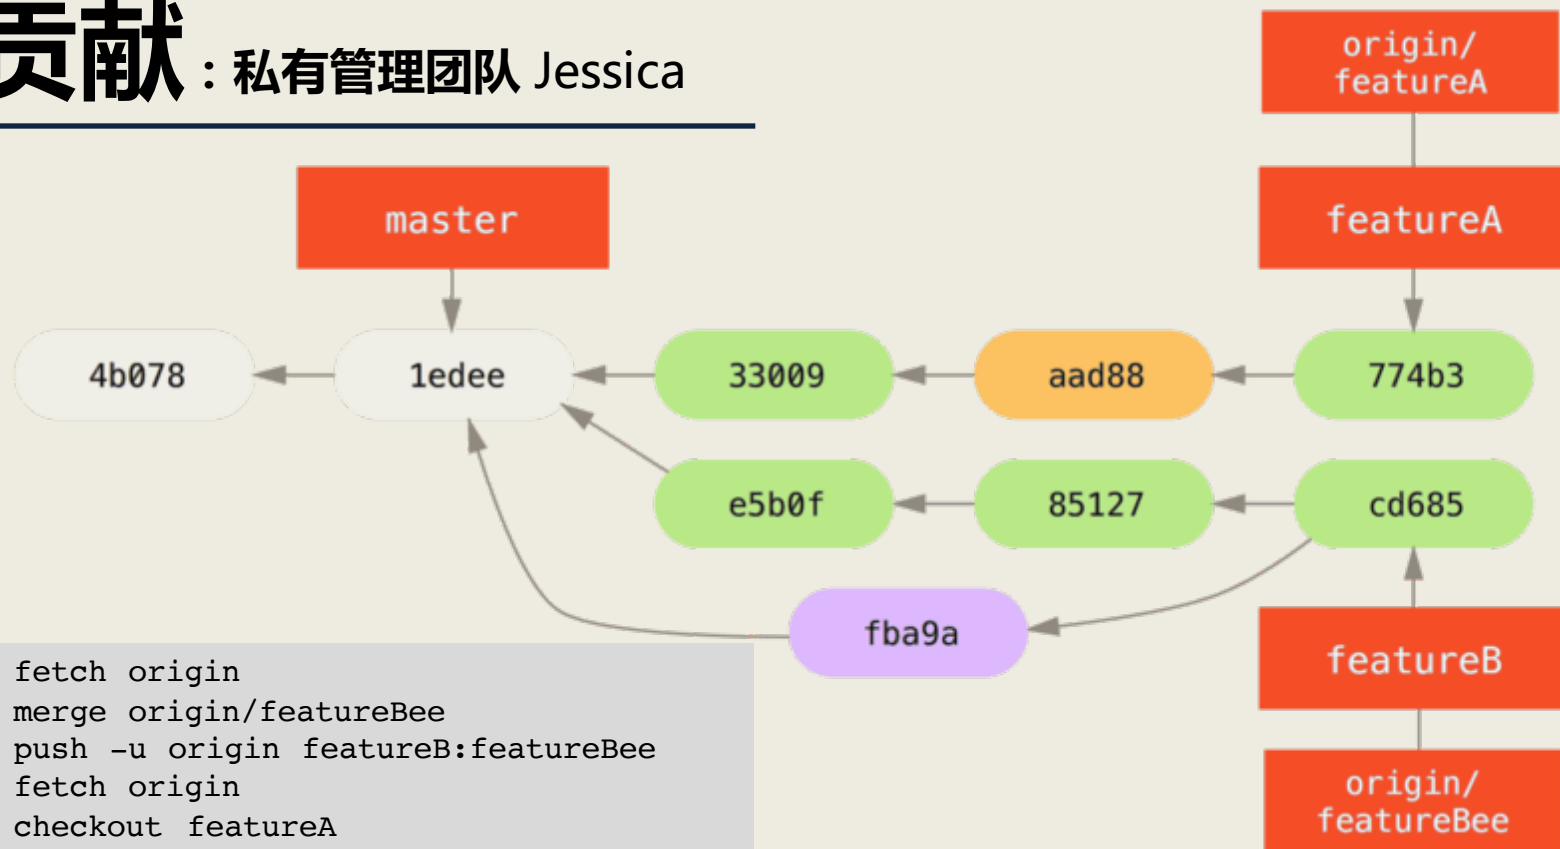 贡献：私有管理团队 Jessica
origin/
featureA
master
featureA
4b078
1edee
33009
aad88
774b3
e5b0f
85127
cd685
fba9a
featureB
fetch origin
merge origin/featureBee
push -u origin featureB:featureBee
fetch origin
checkout featureA
origin/
featureBee